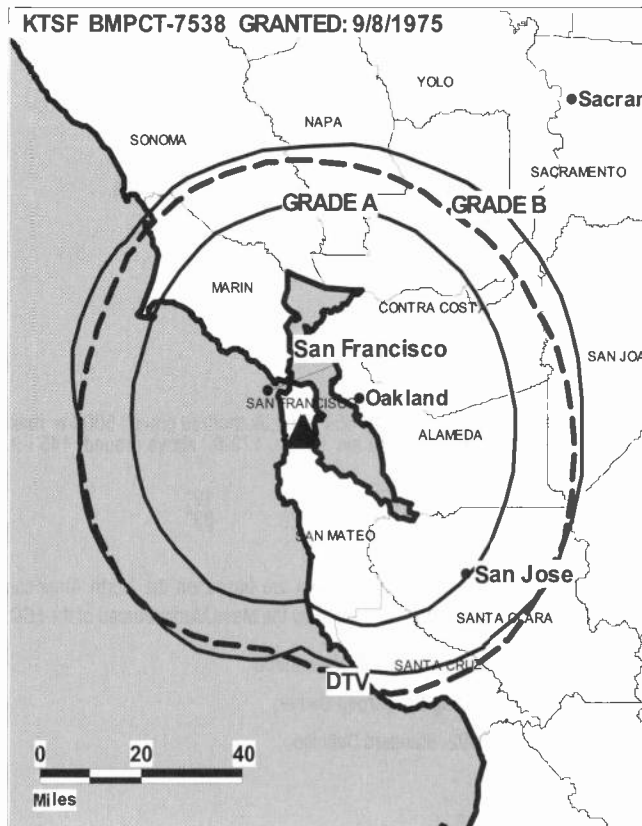 KTSF BMPCT-7538 GRANTED: 9/8/1975
YOLO
Sacram
NAPA
SONOMA
SACRAMENTO
GRADE A
GRADE B
MARIN
CONTRA COSTA
San Francisco
SAN JOA
SAN FRANCISCO
Oakland
ALAMEDA
SAN MATEO
San Jose
SANTA CLARA
SANTA CRUZ
DTV
0 20 40
Miles